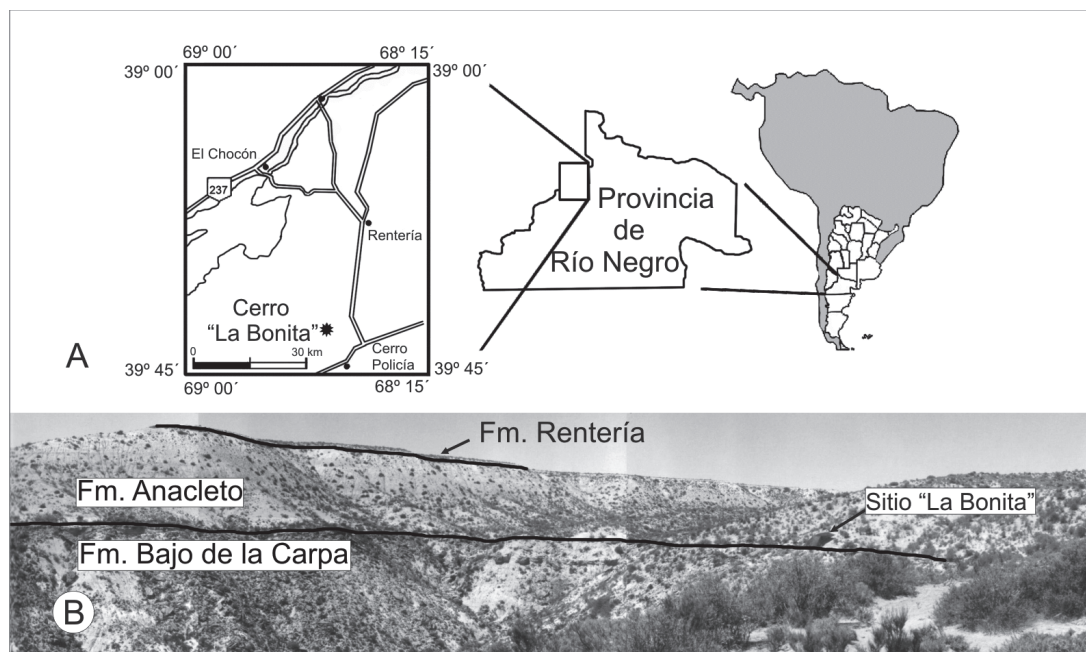 69º 00´
68º 15´
39º 00´
39º 00´
El Chocón
237
Rentería
Cerro
"La Bonita"
0
30 km
Cerro
Policía
39º 45´
39º 45´
69º 00´
68º 15´
A
Provincia
de
Río Negro
Fm. Rentería
Fm. Anacleto
Sitio "La Bonita"
Fm. Bajo de la Carpa
B